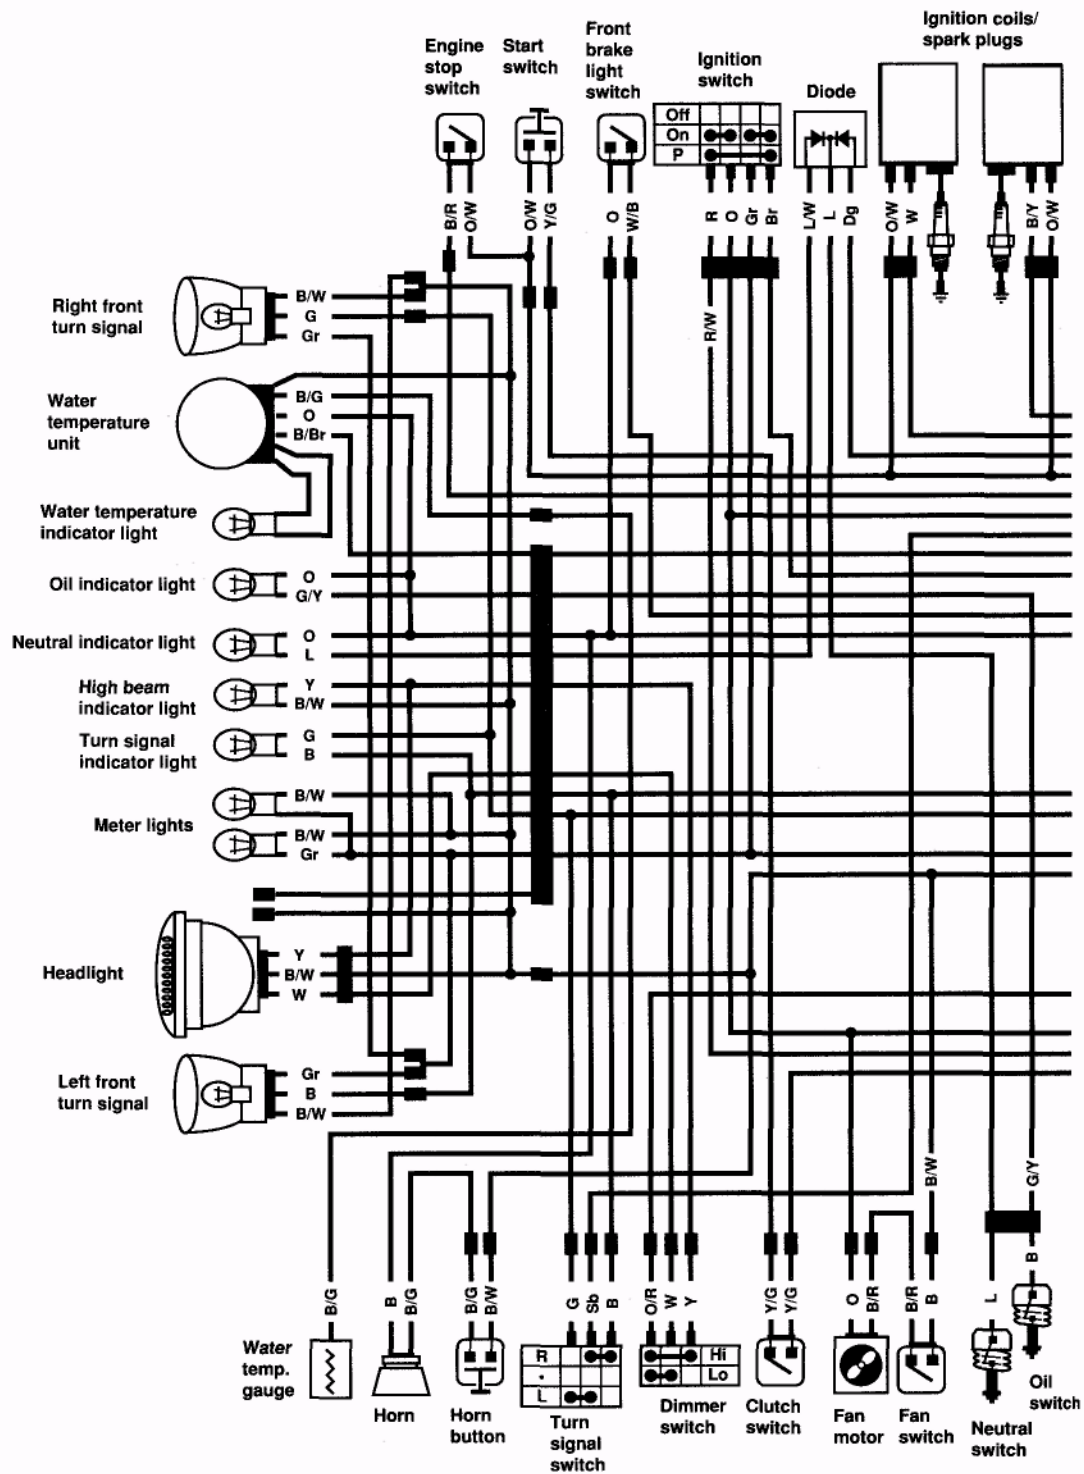 Ignition coils/
spark plugs
Front
brake
light
switch
Engine
stop
switch
Start
switch
Ignition
switch
Diode
Off
On
P
B/R
O/W
O/W
Y/G
O
W/B
R
O
Gr
Br
L/W
L
Dg
O/W
W
B/Y
O/W
R/W
Right front
turn signal
B/W
G
Gr
Water
temperature
unit
B/G
O
B/Br
Water temperature
indicator light
Oil indicator light
O
G/Y
Neutral indicator light
O
L
High beam
indicator light
Y
B/W
Turn signal
indicator light
G
B
Meter lights
B/W
B/W
Gr
Headlight
Y
B/W
W
Left front
turn signal
Gr
B
B/W
B/W
G/Y
B/G
B
B/G
B/G
B/W
G
Sb
B
O/R
W
Y
Y/G
Y/G
O
B/R
B/R
B
L
B
Water
temp.
gauge
Horn
Horn
button
R
L
Turn
signal
switch
Hi
Lo
Dimmer
switch
Clutch
switch
Fan
motor
Fan
switch
Neutral
switch
Oil
switch